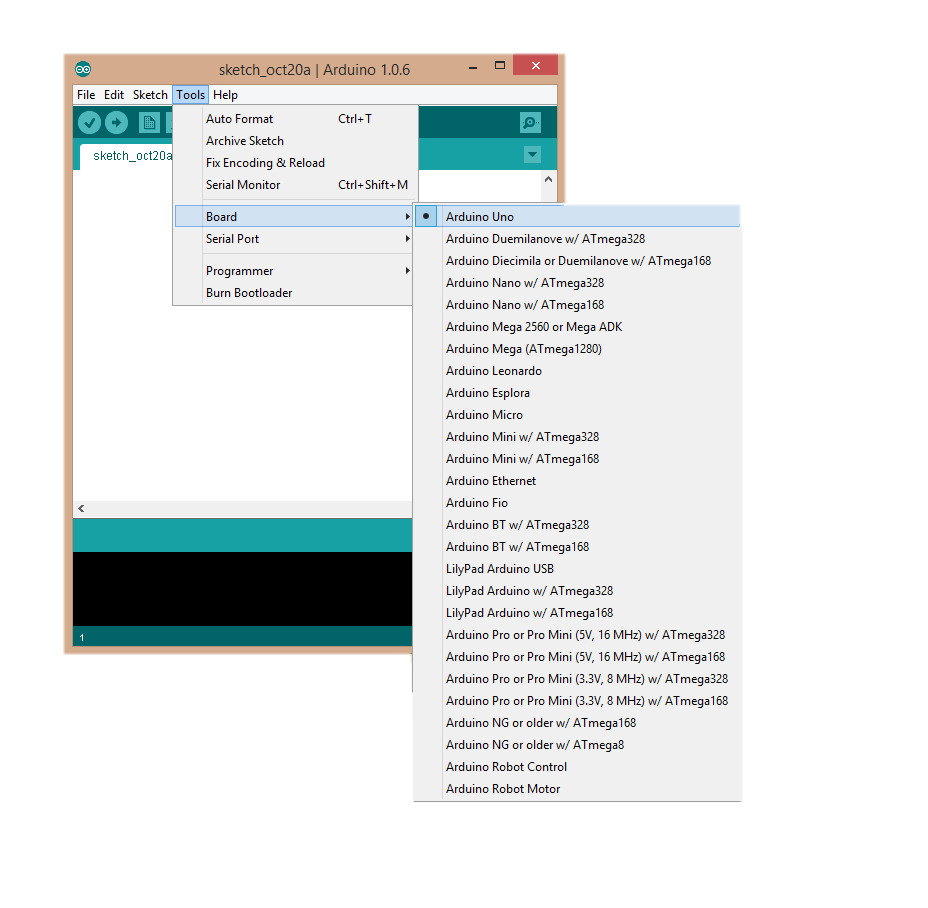 sketch_oct20a | Arduino 1.0.6
File Edit Sketch Tools Help
sketch_oct20a
Auto Format Ctrl+T
Archive Sketch
Fix Encoding & Reload
Serial Monitor Ctrl+Shift+M
Board
Serial Port
Programmer
Burn Bootloader
Arduino Uno
Arduino Duemilanove w/ ATmega328
Arduino Diecimila or Duemilanove w/ ATmega168
Arduino Nano w/ ATmega328
Arduino Nano w/ ATmega168
Arduino Mega 2560 or Mega ADK
Arduino Mega (ATmega1280)
Arduino Leonardo
Arduino Esplora
Arduino Micro
Arduino Mini w/ ATmega328
Arduino Mini w/ ATmega168
Arduino Ethernet
Arduino Fio
Arduino BT w/ ATmega328
Arduino BT w/ ATmega168
LilyPad Arduino USB
LilyPad Arduino w/ ATmega328
LilyPad Arduino w/ ATmega168
Arduino Pro or Pro Mini (5V, 16 MHz) w/ ATmega328
Arduino Pro or Pro Mini (5V, 16 MHz) w/ ATmega168
Arduino Pro or Pro Mini (3.3V, 8 MHz) w/ ATmega328
Arduino Pro or Pro Mini (3.3V, 8 MHz) w/ ATmega168
Arduino NG or older w/ ATmega168
Arduino NG or older w/ ATmega8
Arduino Robot Control
Arduino Robot Motor
1